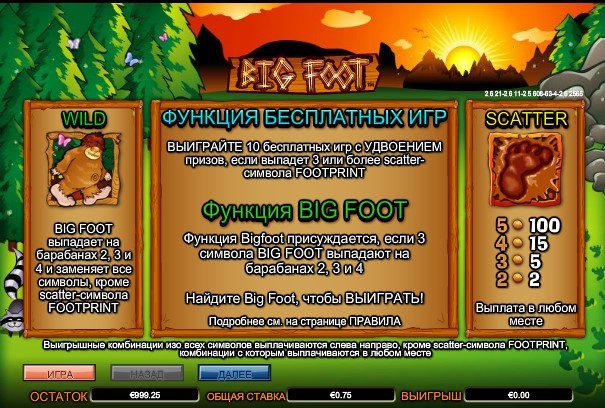 BIG FOOT
WILD
BIG FOOT
выпадает на
барабанах 2, 3 и
4 и заменяет все
символы, кроме
scatter-символа
FOOTPRINT
ФУНКЦИЯ БЕСПЛАТНЫХ ИГР
ВЫИГРАЙТЕ 10 бесплатных игр с УДВОЕНИЕМ
призов, если выпадет 3 или более scatter-
символа FOOTPRINT
Функция BIG FOOT
Функция Bigfoot присуждается, если 3
символа BIG FOOT выпадают на
барабанах 2, 3 и 4
Найдите Big Foot, чтобы ВЫИГРАТЬ!
Подробнее см. на странице ПРАВИЛА
SCATTER
5 100
4 15
3 5
2 2
Выплата в любом
месте
Выигрышные комбинации изо всех символов выплачиваются слева направо, кроме scatter-символа FOOTPRINT,
комбинации с которым выплачиваются в любом месте
ИГРА НАЗАД ДАЛЕЕ
ОСТАТОК €999.25 ОБЩАЯ СТАВКА €0.75 ВЫИГРЫШ €0.00